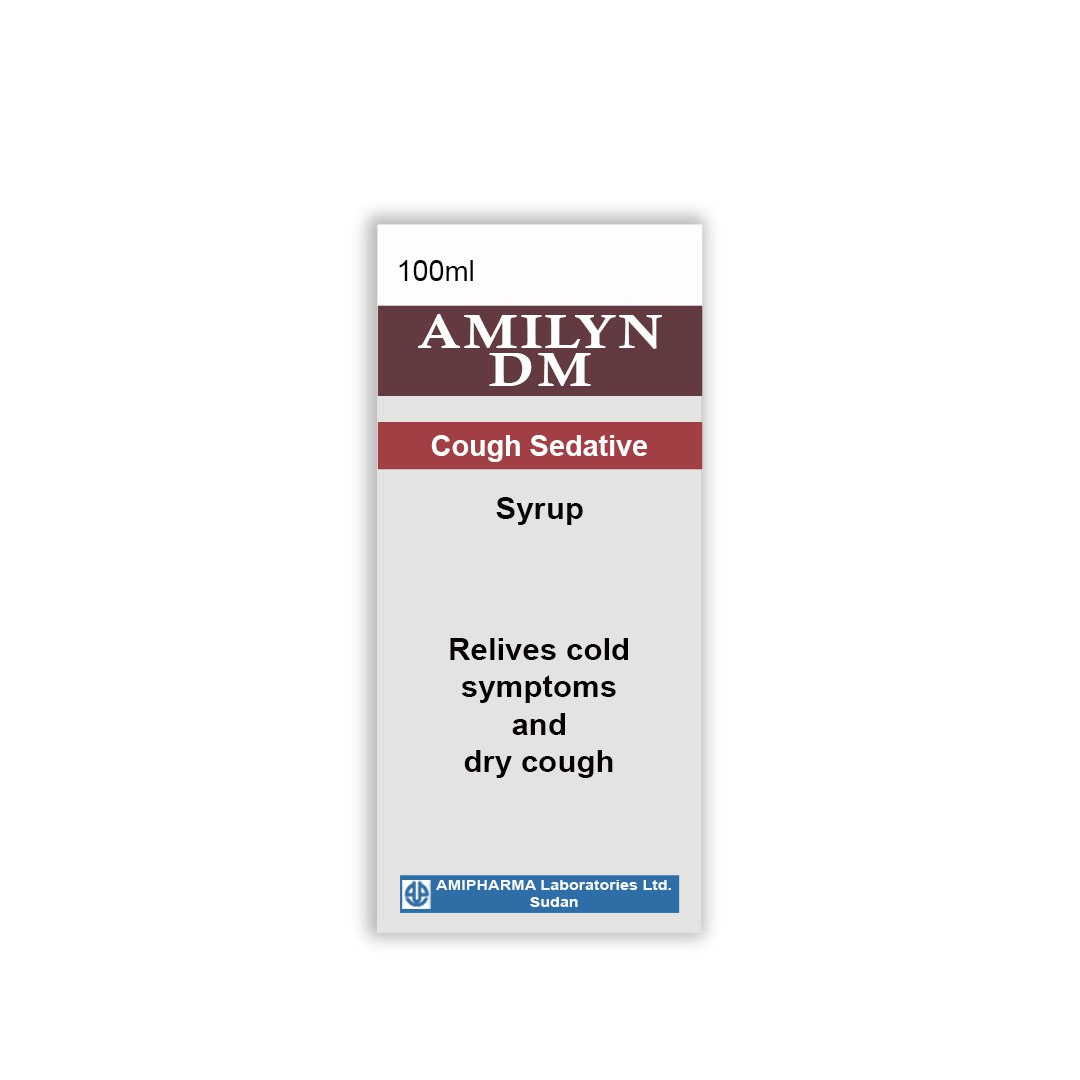 100ml
AMILYN
DM
Cough Sedative
Syrup
Relives cold
symptoms
and
dry cough
AMIPHARMA Laboratories Ltd.
Sudan